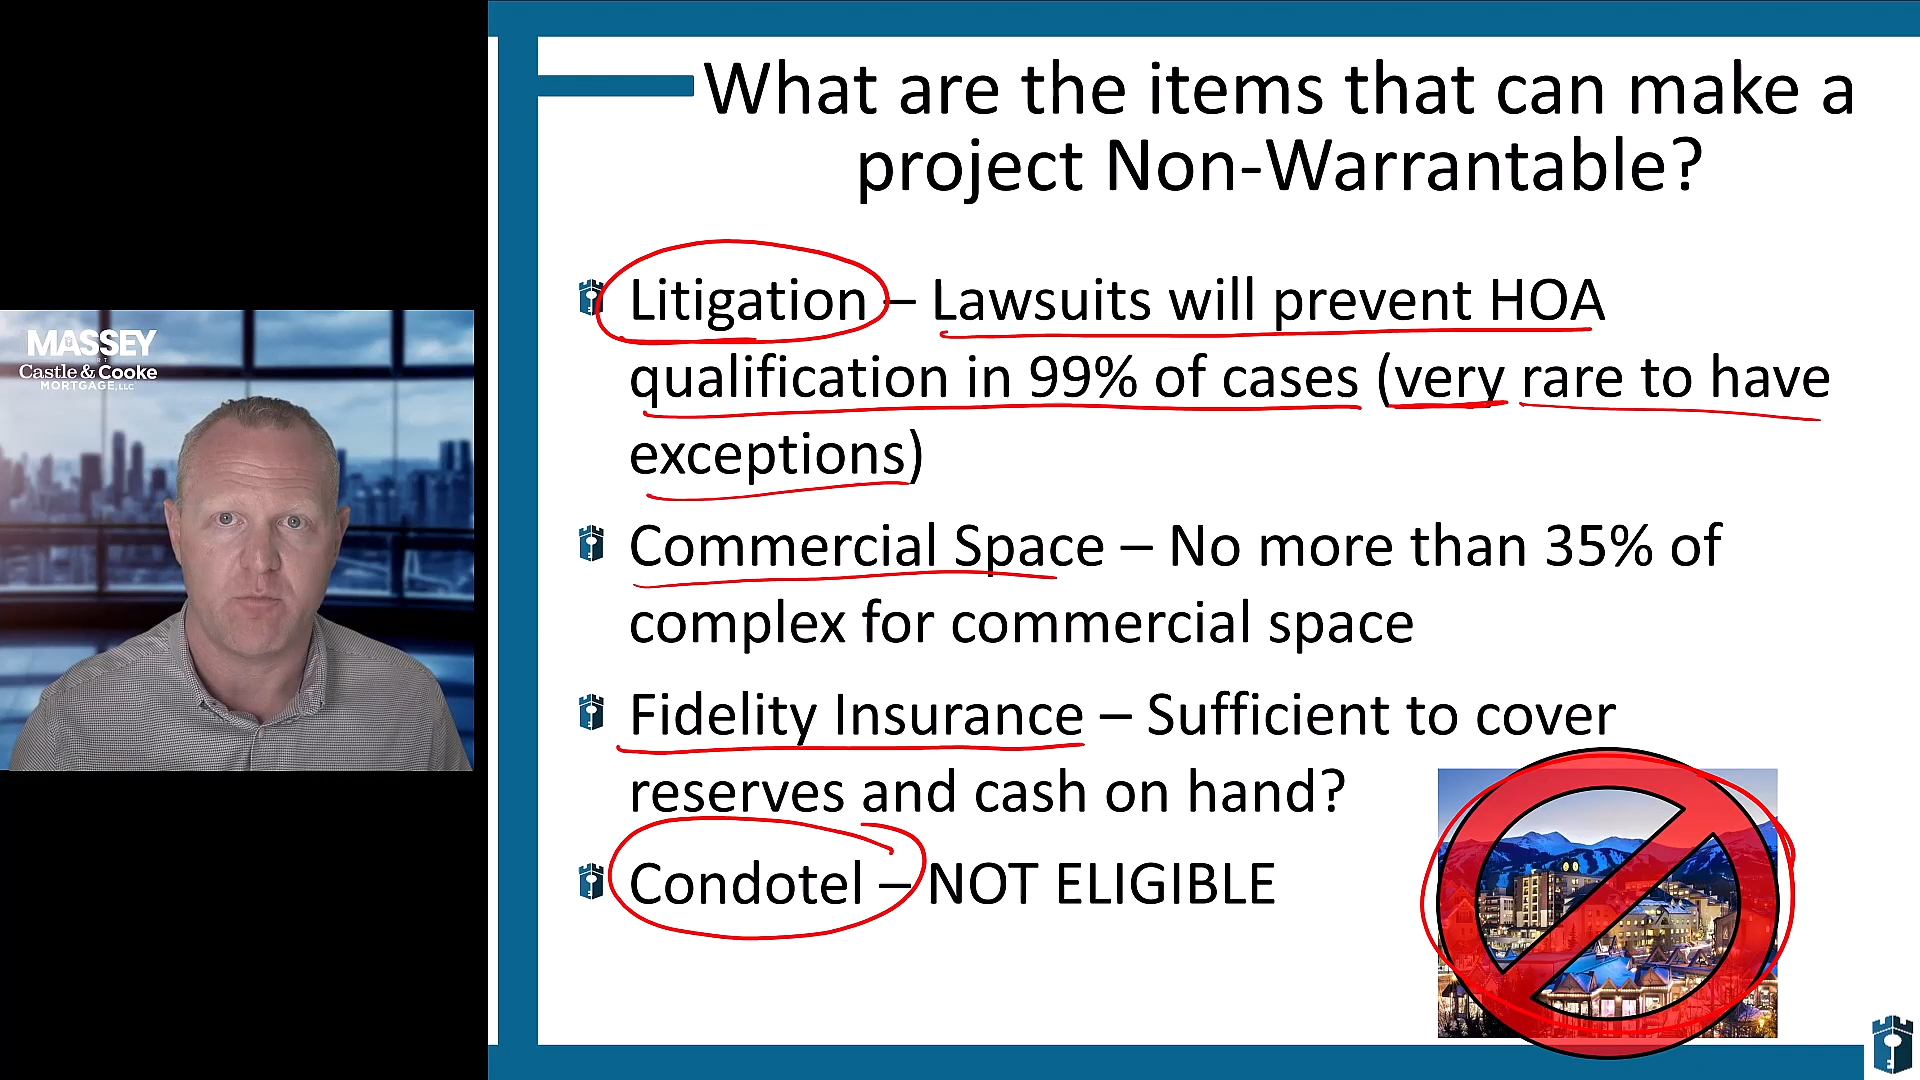 MASSEY
AT
Castle & Cooke
MORTGAGE, LLC
What are the items that can make a
project Non-Warrantable?
Litigation – Lawsuits will prevent HOA
qualification in 99% of cases (very rare to have
exceptions)
Commercial Space – No more than 35% of
complex for commercial space
Fidelity Insurance – Sufficient to cover
reserves and cash on hand?
Condotel – NOT ELIGIBLE